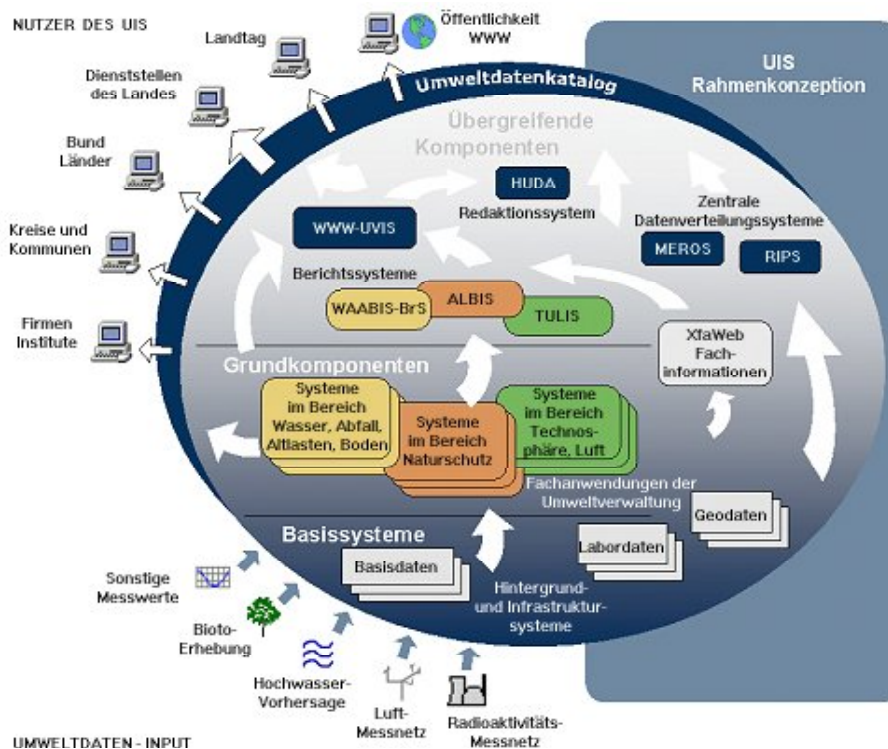 NUTZER DES UIS
Landtag
Öffentlichkeit
WWW
Dienststellen
des Landes
Bund
Länder
Kreise und
Kommunen
Firmen
Institute
UIS
Rahmenkonzeption
Umweltdatenkatalog
Übergreifende
Komponenten
HUDA
Redaktionssystem
WWW-UVIS
Zentrale
Datenverteilungssysteme
MEROS
RIPS
Berichtssysteme
WAABIS-BrS
ALBIS
TULIS
XfaWeb
Fach-
informationen
Grundkomponenten
Systeme
im Bereich
Wasser, Abfall,
Altlasten, Boden
Systeme
im Bereich
Naturschutz
Systeme
im Bereich
Technos-
phäre, Luft
Fachanwendungen der
Umweltverwaltung
Basissysteme
Basisdaten
Labordaten
Geodaten
Hintergrund-
und Infrastruktur-
systeme
Sonstige
Messwerte
Bioto-
Erhebung
Hochwasser-
Vorhersage
Luft-
Messnetz
Radioaktivitäts-
Messnetz
UMWELTDATEN - INPUT